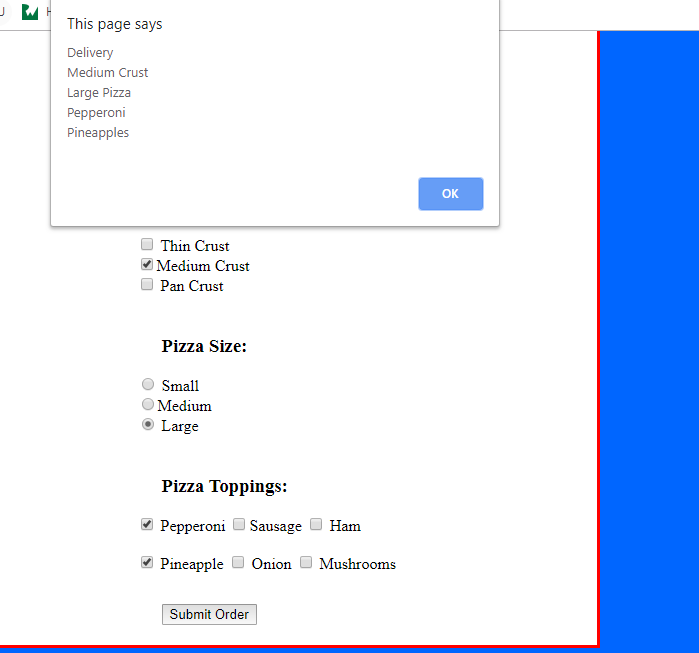 This page says
Delivery
Medium Crust
Large Pizza
Pepperoni
Pineapples
OK
Thin Crust
Medium Crust
Pan Crust
Pizza Size:
Small
Medium
Large
Pizza Toppings:
Pepperoni Sausage Ham
Pineapple Onion Mushrooms
Submit Order